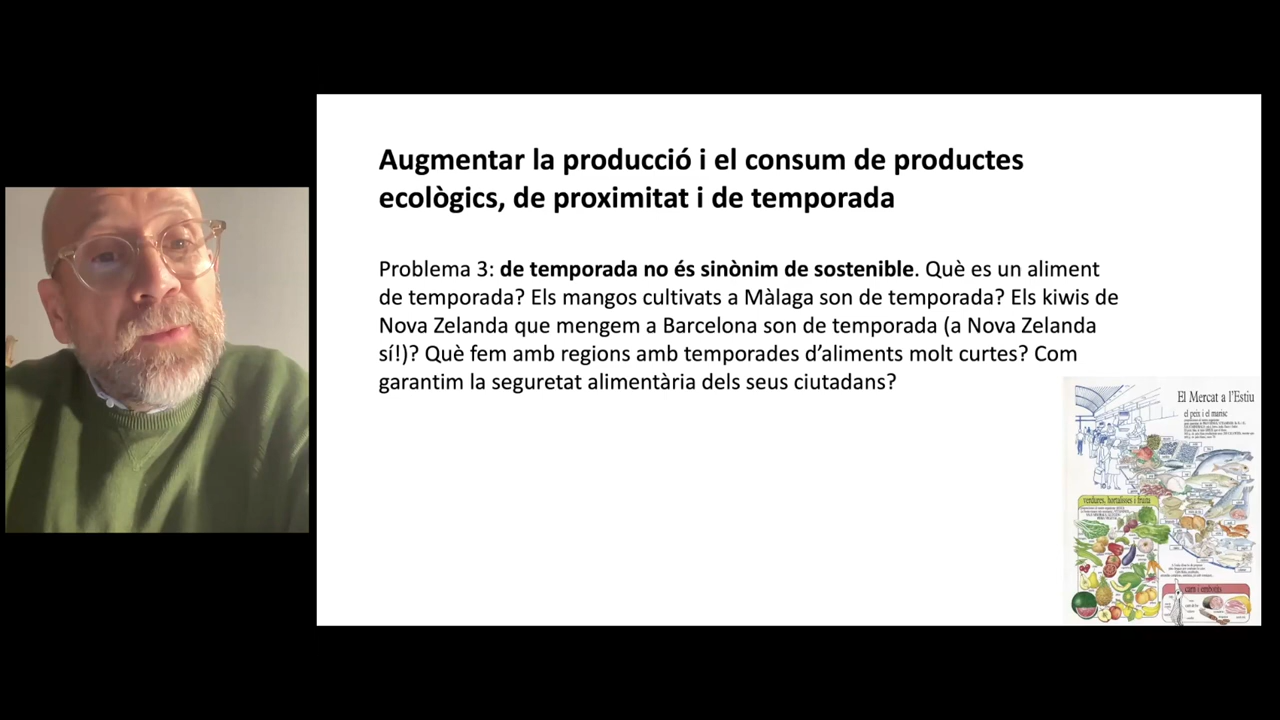 Augmentar la producció i el consum de productes
ecològics, de proximitat i de temporada
Problema 3: de temporada no és sinònim de sostenible. Què es un aliment
de temporada? Els mangos cultivats a Màlaga son de temporada? Els kiwis de
Nova Zelanda que mengem a Barcelona son de temporada (a Nova Zelanda
sí!)? Què fem amb regions amb temporades d’aliments molt curtes? Com
garantim la seguretat alimentària dels seus ciutadans?
El Mercat a l'Estiu
el peix i el marisc
verdures, hortalisses i fruita
carn i embotits